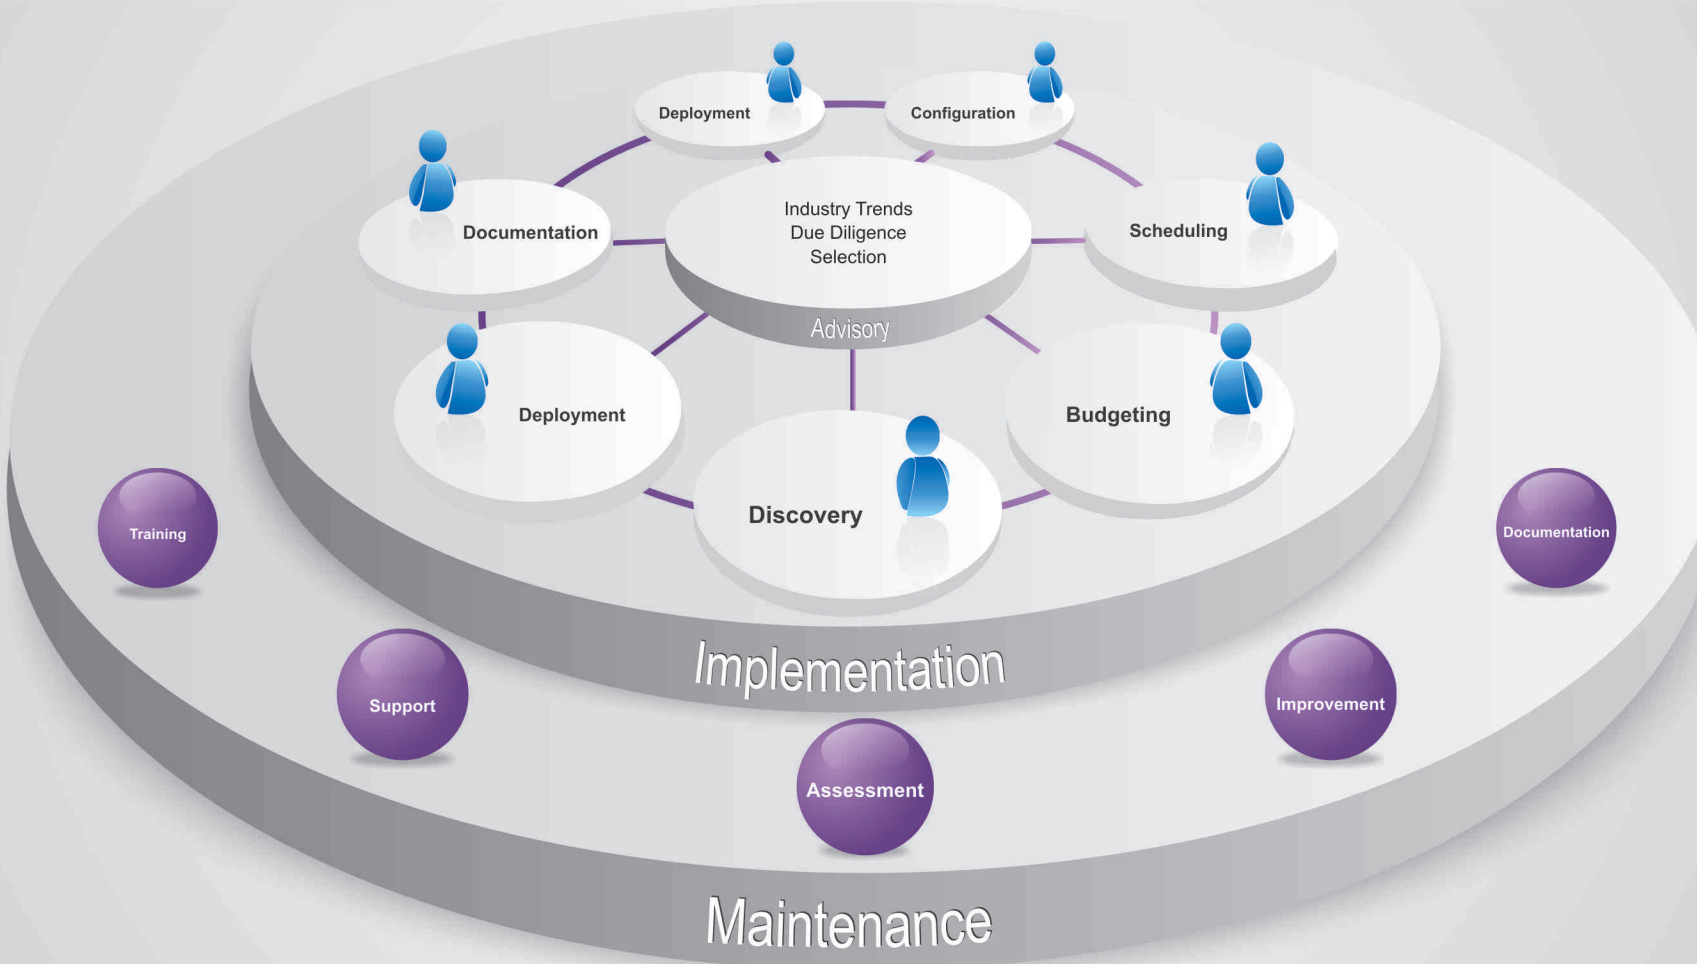 Deployment
Configuration
Industry Trends
Due Diligence
Selection
Documentation
Scheduling
Advisory
Deployment
Budgeting
Discovery
Training
Documentation
Implementation
Support
Improvement
Assessment
Maintenance